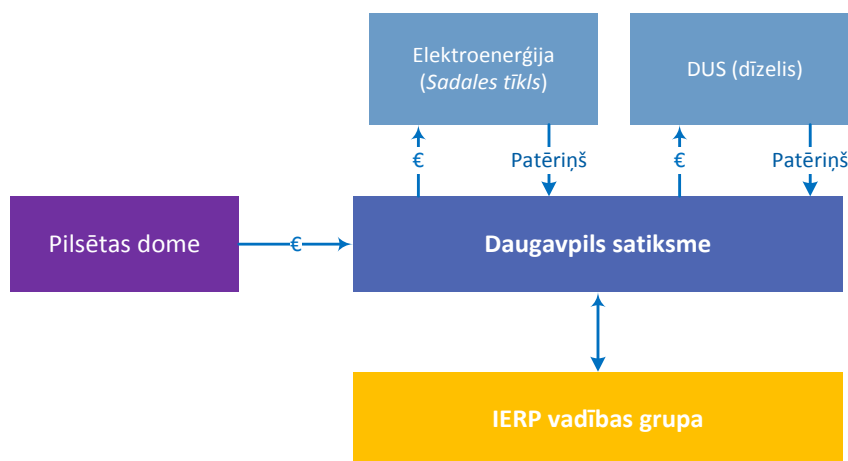 Elektroenerģija
(Sadales tīkls)
DUS (dīzelis)
€
Patēriņš
€
Patēriņš
Pilsētas dome
€
Daugavpils satiksme
IERP vadības grupa